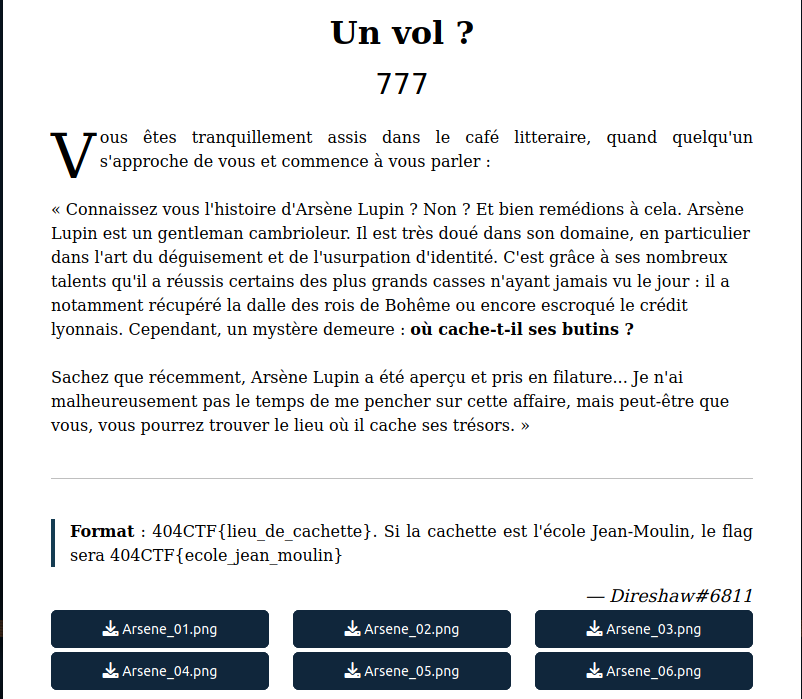 Un vol ?
777
Vous êtes tranquillement assis dans le café litteraire, quand quelqu'un
s'approche de vous et commence à vous parler :
« Connaissez vous l'histoire d'Arsène Lupin ? Non ? Et bien remédions à cela. Arsène
Lupin est un gentleman cambrioleur. Il est très doué dans son domaine, en particulier
dans l'art du déguisement et de l'usurpation d'identité. C'est grâce à ses nombreux
talents qu'il a réussis certains des plus grands casses n'ayant jamais vu le jour : il a
notamment récupéré la dalle des rois de Bohême ou encore escroqué le crédit
lyonnais. Cependant, un mystère demeure : où cache-t-il ses butins ?
Sachez que récemment, Arsène Lupin a été aperçu et pris en filature... Je n'ai
malheureusement pas le temps de me pencher sur cette affaire, mais peut-être que
vous, vous pourrez trouver le lieu où il cache ses trésors. »
Format : 404CTF{lieu_de_cachette}. Si la cachette est l'école Jean-Moulin, le flag
sera 404CTF{ecole_jean_moulin}
— Direshaw#6811
Arsene_01.png Arsene_02.png Arsene_03.png
Arsene_04.png Arsene_05.png Arsene_06.png